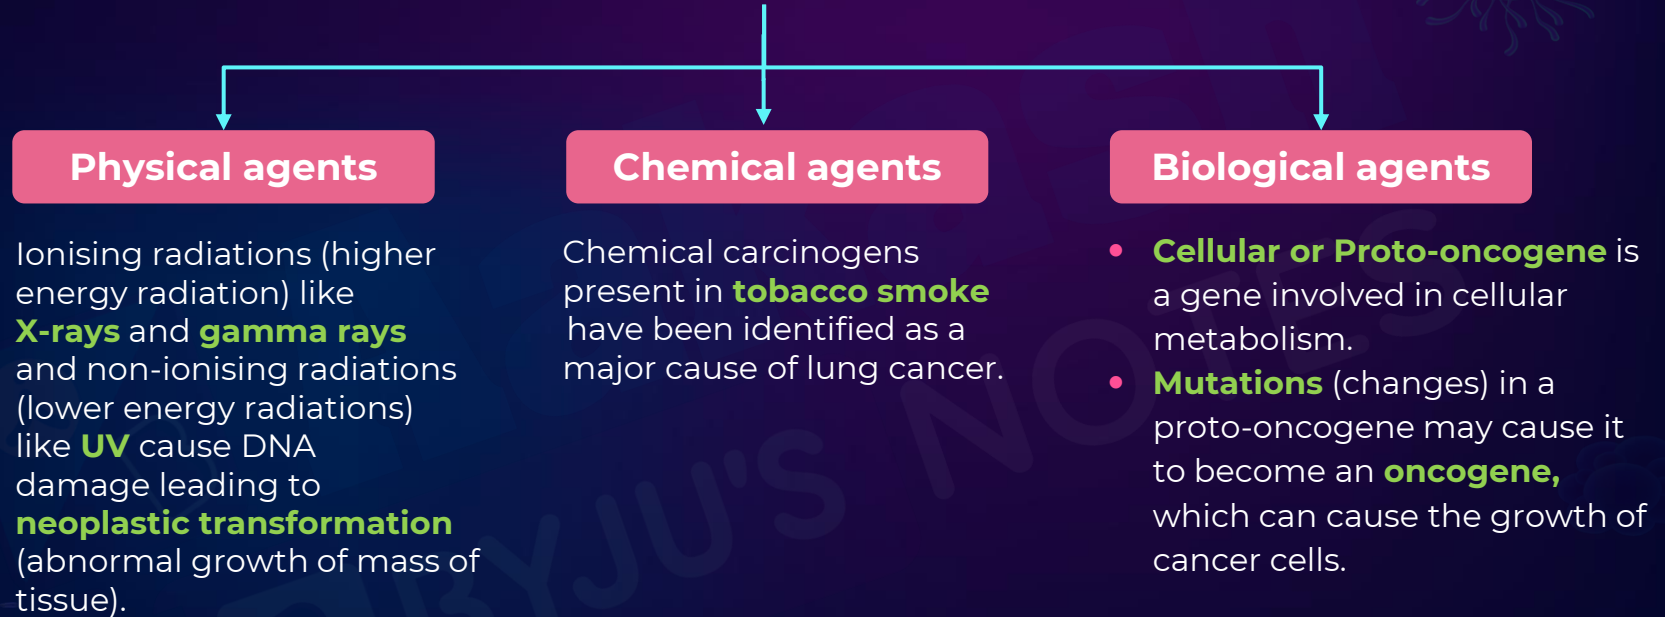 Physical agents
Ionising radiations (higher
energy radiation) like
X-rays and gamma rays
and non-ionising radiations
(lower energy radiations)
like UV cause DNA
damage leading to
neoplastic transformation
(abnormal growth of mass of
tissue).
Chemical agents
Chemical carcinogens
present in tobacco smoke
have been identified as a
major cause of lung cancer.
Biological agents
• Cellular or Proto-oncogene is
a gene involved in cellular
metabolism.
• Mutations (changes) in a
proto-oncogene may cause it
to become an oncogene,
which can cause the growth of
cancer cells.
Aakash
BYJU'S NOTES